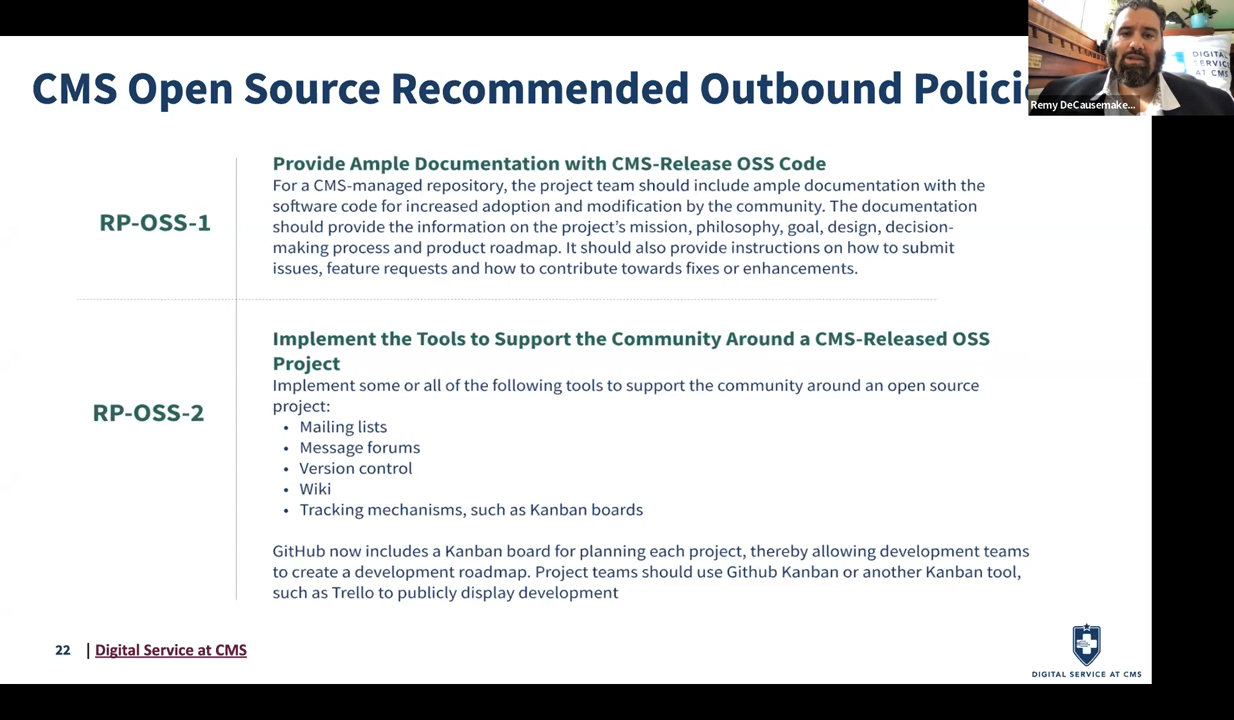 CMS Open Source Recommended Outbound Polici
DIGITAL
SERVICE
AT CMS
Remy DeCausemake...
Provide Ample Documentation with CMS-Release OSS Code
RP-OSS-1
For a CMS-managed repository, the project team should include ample documentation with the
software code for increased adoption and modification by the community. The documentation
should provide the information on the project's mission, philosophy, goal, design, decision-
making process and product roadmap. It should also provide instructions on how to submit
issues, feature requests and how to contribute towards fixes or enhancements.
Implement the Tools to Support the Community Around a CMS-Released OSS
Project
RP-OSS-2
Implement some or all of the following tools to support the community around an open source
project:
• Mailing lists
• Message forums
• Version control
• Wiki
• Tracking mechanisms, such as Kanban boards
GitHub now includes a Kanban board for planning each project, thereby allowing development teams
to create a development roadmap. Project teams should use Github Kanban or another Kanban tool,
such as Trello to publicly display development
22 | Digital Service at CMS
DIGITAL SERVICE AT CMS